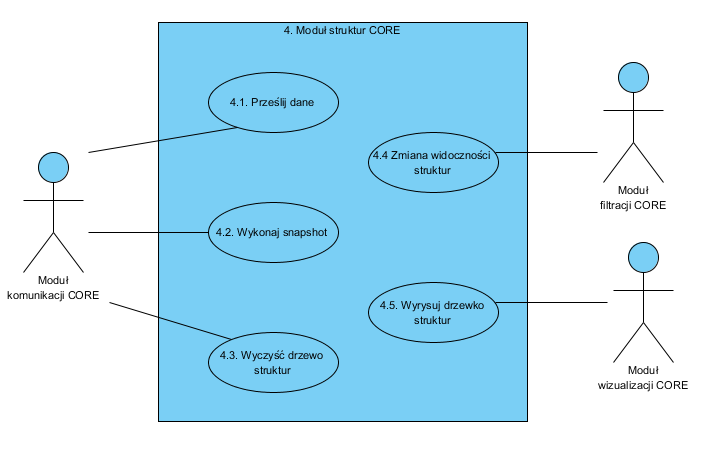 4. Moduł struktur CORE
4.1. Prześlij dane
4.4 Zmiana widoczności
struktur
Moduł
filtracji CORE
4.2. Wykonaj snapshot
Moduł
komunikacji CORE
4.5. Wyrysuj drzewko
struktur
4.3. Wyczyść drzewo
struktur
Moduł
wizualizacji CORE